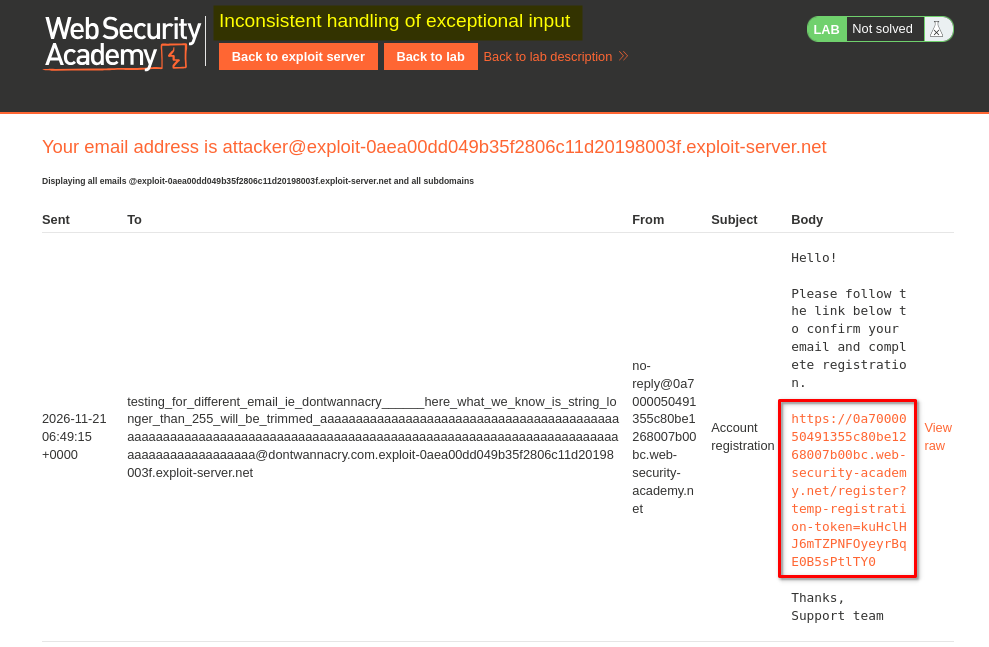 Web Security
Academy
Inconsistent handling of exceptional input
Back to exploit server
Back to lab
Back to lab description
LAB
Not solved
Your email address is attacker@exploit-0aea00dd049b35f2806c11d20198003f.exploit-server.net
Displaying all emails @exploit-0aea00dd049b35f2806c11d20198003f.exploit-server.net and all subdomains
Sent To From Subject Body
2026-11-21
06:49:15
+0000
testing_for_different_email_ie_dontwannacry______here_what_we_know_is_string_lo
nger_than_255_will_be_trimmed_aaaaaaaaaaaaaaaaaaaaaaaaaaaaaaaaaaaaaaaaaa
aaaaaaaaaaaaaaaaaaaaaaaaaaaaaaaaaaaaaaaaaaaaaaaaaaaaaaaaaaaaaaaaaaaaa
aaaaaaaaaaaaaaaaaa@dontwannacry.com.exploit-0aea00dd049b35f2806c11d20198
003f.exploit-server.net
no-
reply@0a7
000050491
355c80be1
268007b00
bc.web-
security-
academy.n
et
Account
registration
Hello!
Please follow t
he link below t
o confirm your
email and compl
ete registratio
n.
https://0a70000
50491355c80be12
68007b00bc.web-
security-academ
y.net/register?
temp-registrati
on-token=kuHclH
J6mTZPNFOyeyrBq
E0B5sPtlTY0
Thanks,
Support team
View
raw